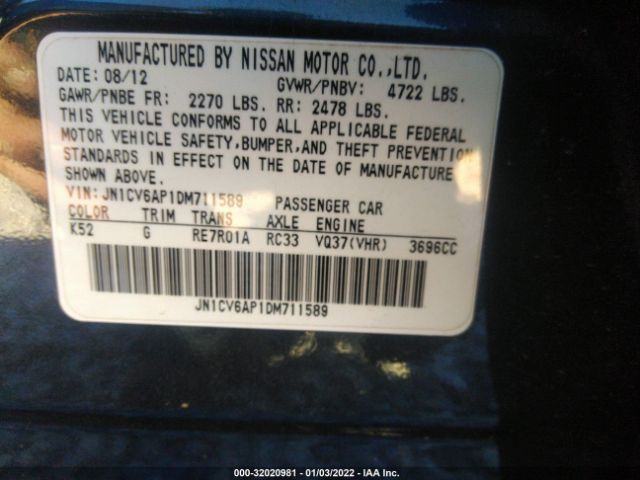 MANUFACTURED BY NISSAN MOTOR CO.,LTD.
DATE: 08/12 GVWR/PNBV: 4722 LBS.
GAWR/PNBE FR: 2270 LBS. RR: 2478 LBS.
THIS VEHICLE CONFORMS TO ALL APPLICABLE FEDERAL
MOTOR VEHICLE SAFETY, BUMPER, AND THEFT PREVENTION
STANDARDS IN EFFECT ON THE DATE OF MANUFACTURE
SHOWN ABOVE.
VIN: JN1CV6AP1DM711589 PASSENGER CAR
COLOR TRIM TRANS AXLE ENGINE
K52 G RE7R01A RC33 VQ37(VHR) 3696CC
JN1CV6AP1DM711589
000-32020981 - 01/03/2022 - IAA Inc.